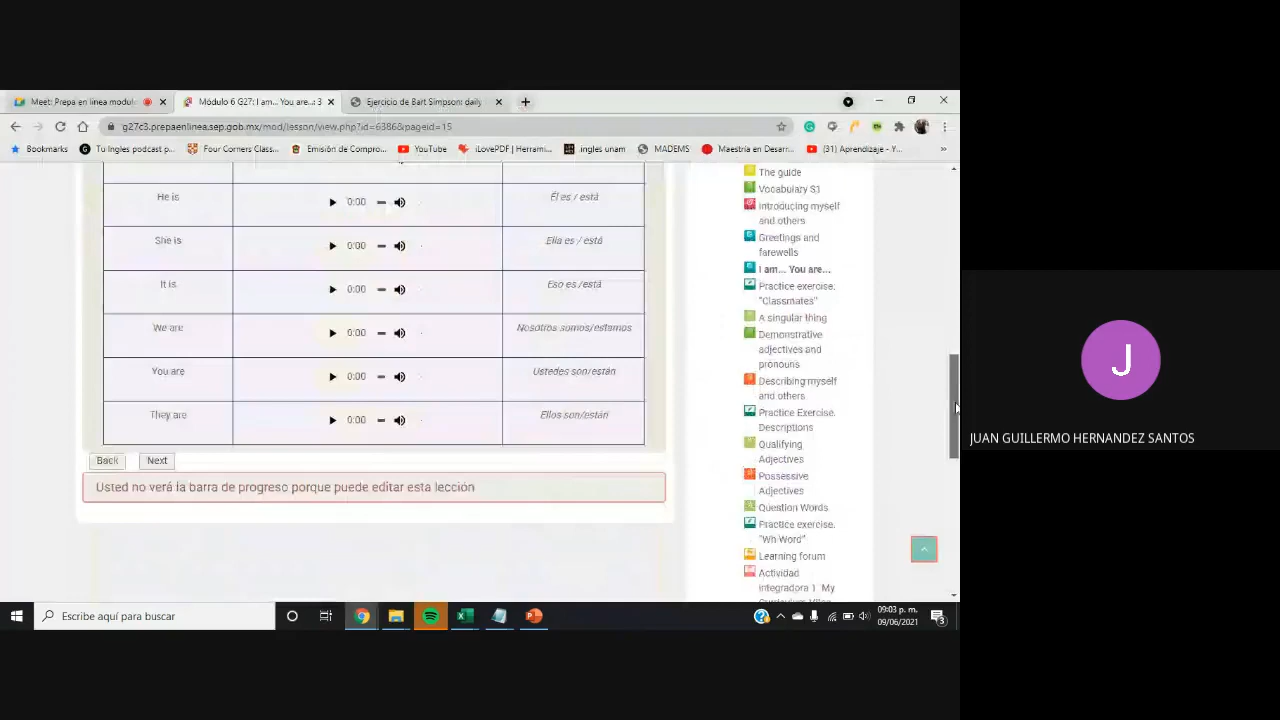 Meet: Prepa en línea modulo
Módulo 6 G27: I am... You are...: 3
Ejercicio de Bart Simpson: daily
g27c3.prepaenlinea.sep.gob.mx/mod/lesson/view.php?id=6386&pageid=15
Bookmarks
Tu Ingles podcast p...
Four Corners Class...
Emisión de Compro...
YouTube
iLovePDF | Herrami...
ingles unam
MADEMS
Maestría en Desarr...
(31) Aprendizaje - Y...
»
He is 0:00 Él es / está
She is 0:00 Ella es / está
It is 0:00 Eso es /está
We are 0:00 Nosotros somos/estamos
You are 0:00 Ustedes son/están
They are 0:00 Ellos son/están
Back Next
Usted no verá la barra de progreso porque puede editar esta lección
The guide
Vocabulary S1
Introducing myself
and others
Greetings and
farewells
I am... You are...
Practice exercise.
"Classmates"
A singular thing
Demonstrative
adjectives and
pronouns
Describing myself
and others
Practice Exercise.
Descriptions
Qualifying
Adjectives
Possessive
Adjectives
Question Words
Practice exercise.
"Wh Word"
Learning forum
Actividad
integradora 1 My
J
JUAN GUILLERMO HERNANDEZ SANTOS
Escribe aquí para buscar
09:03 p. m.
09/06/2021
3